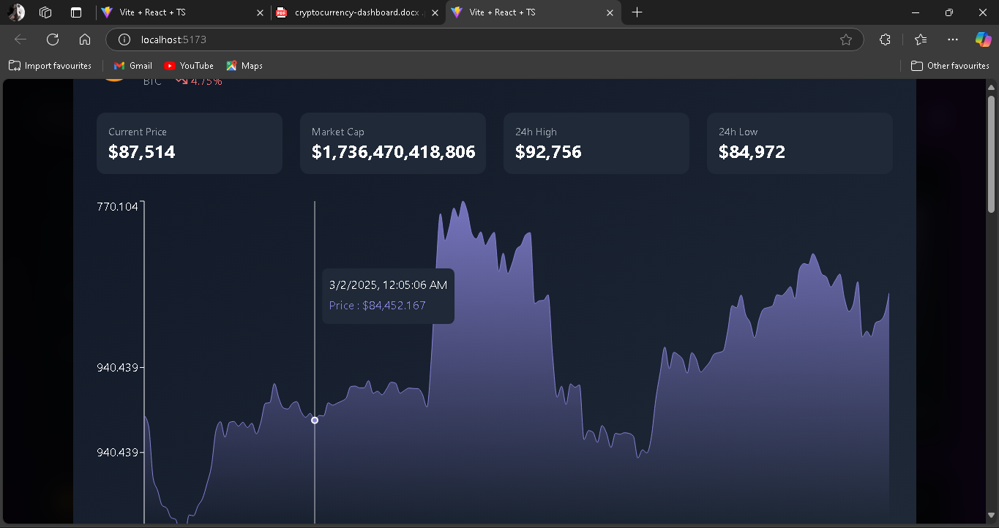 Vite + React + TS
cryptocurrency-dashboard.docx
Vite + React + TS
localhost:5173
Import favourites
Gmail
YouTube
Maps
Other favourites
BTC 4.75%
Current Price
$87,514
Market Cap
$1,736,470,418,806
24h High
$92,756
24h Low
$84,972
770.104
3/2/2025, 12:05:06 AM
Price : $84,452.167
940.439
940.439